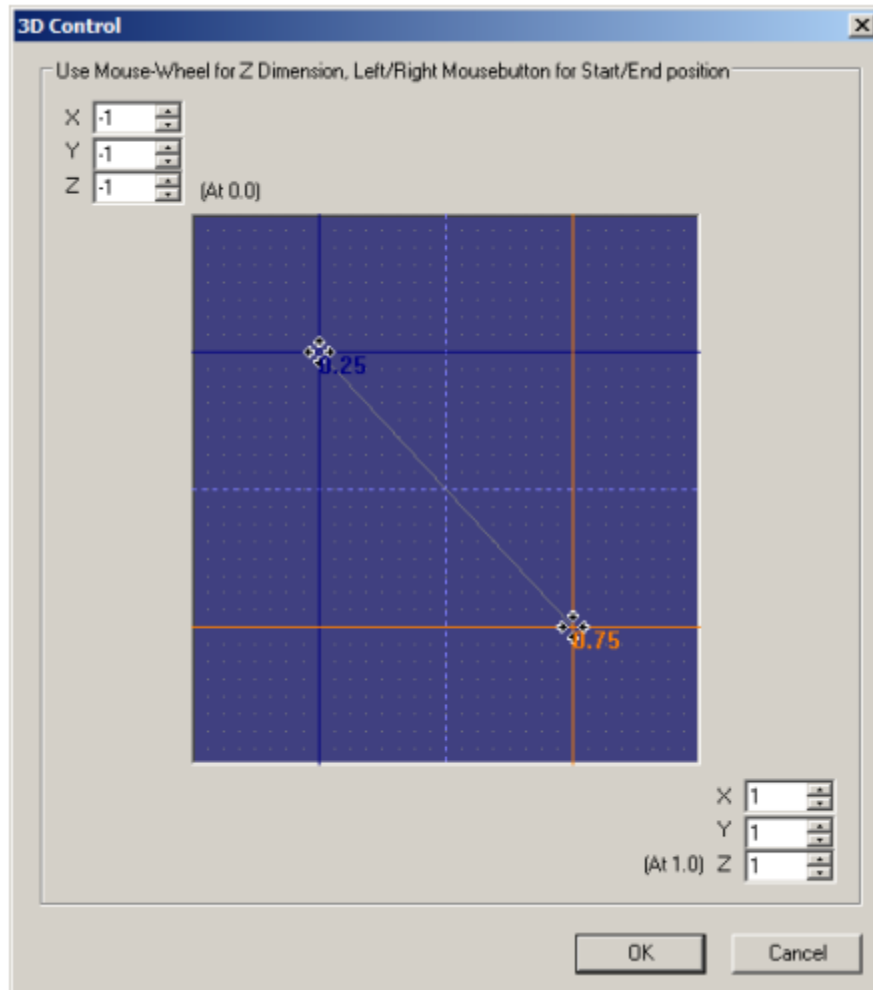 3D Control
Use Mouse-Wheel for Z Dimension, Left/Right Mousebutton for Start/End position
X -1
Y -1
Z -1
(At 0.0)
0.25
0.75
X 1
Y 1
(At 1.0) Z 1
OK Cancel